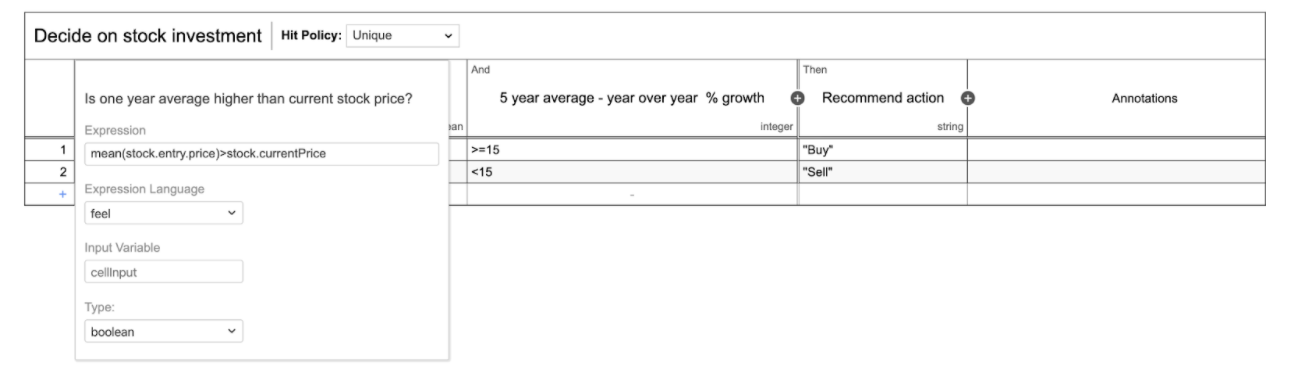 Decide on stock investment Hit Policy: Unique
And Then
Is one year average higher than current stock price? 5 year average - year over year % growth + Recommend action + Annotations
Expression integer string
1 mean(stock.entry.price)>stock.currentPrice >=15 "Buy"
2 <15 "Sell"
+ Expression Language -
feel
Input Variable
cellInput
Type:
boolean